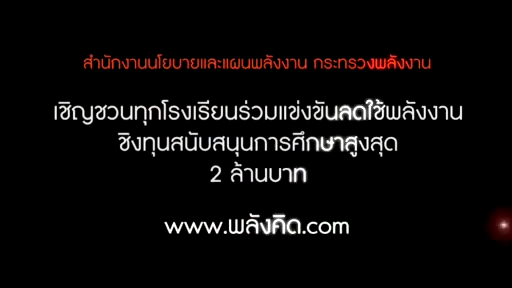 สำนักงานนโยบายและแผนพลังงาน กระทรวงพลังงาน
เชิญชวนทุกโรงเรียนร่วมแข่งขันลดใช้พลังงาน
ชิงทุนสนับสนุนการศึกษาสูงสุด
2 ล้านบาท
www.พลังคิด.com